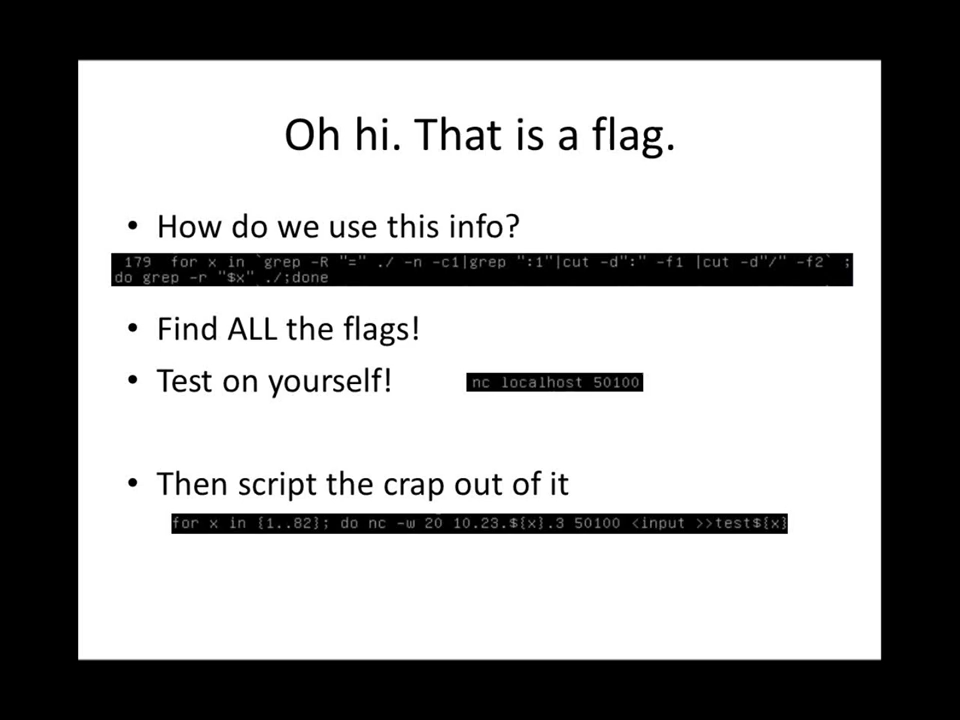 Oh hi. That is a flag.
• How do we use this info?
179 for x in `grep -R "=" ./ -n -c1|grep ":1"|cut -d":" -f1 |cut -d"/" -f2` ;
do grep -r "$x" ./;done
• Find ALL the flags!
• Test on yourself!
nc localhost 50100
• Then script the crap out of it
for x in {1..82}; do nc -w 20 10.23.${x}.3 50100 <input >>test${x}